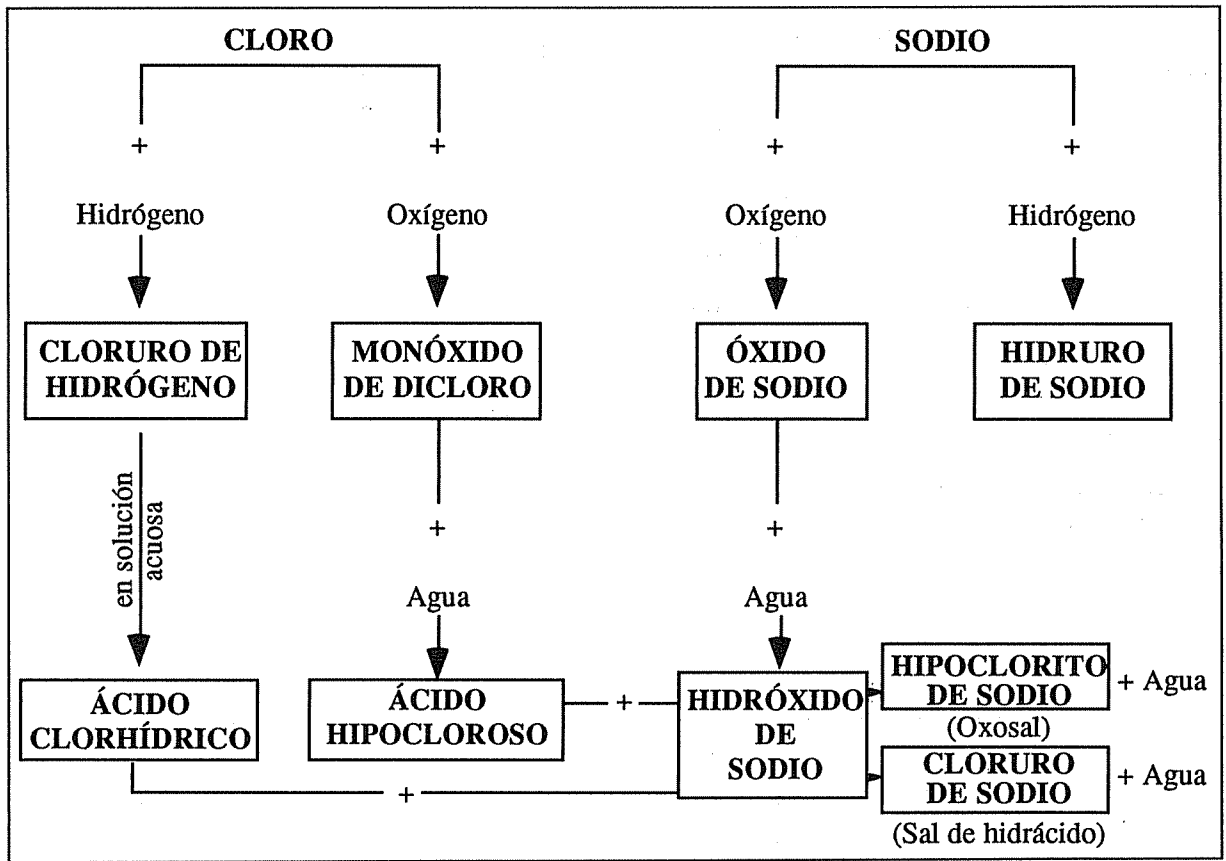 CLORO
SODIO
+
+
+
+
Hidrógeno
Oxígeno
Oxígeno
Hidrógeno
CLORURO DE
HIDRÓGENO
MONÓXIDO
DE DICLORO
ÓXIDO
DE SODIO
HIDRURO
DE SODIO
en solución
acuosa
+
+
Agua
Agua
ÁCIDO
CLORHÍDRICO
ÁCIDO
HIPOCLOROSO
+
HIDRÓXIDO
DE
SODIO
HIPOCLORITO
DE SODIO
+ Agua
(Oxosal)
+
CLORURO
DE SODIO
+ Agua
(Sal de hidrácido)